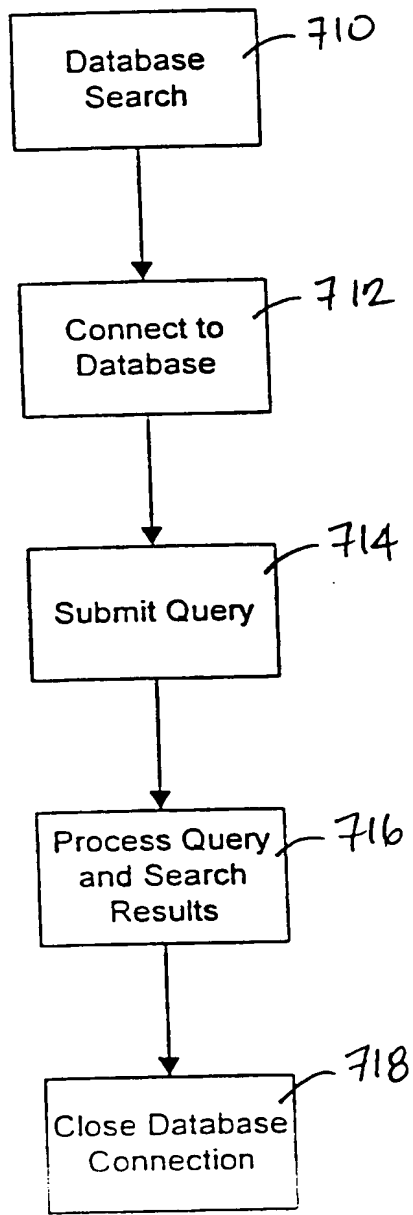 710
Database
Search
712
Connect to
Database
714
Submit Query
716
Process Query
and Search
Results
718
Close Database
Connection